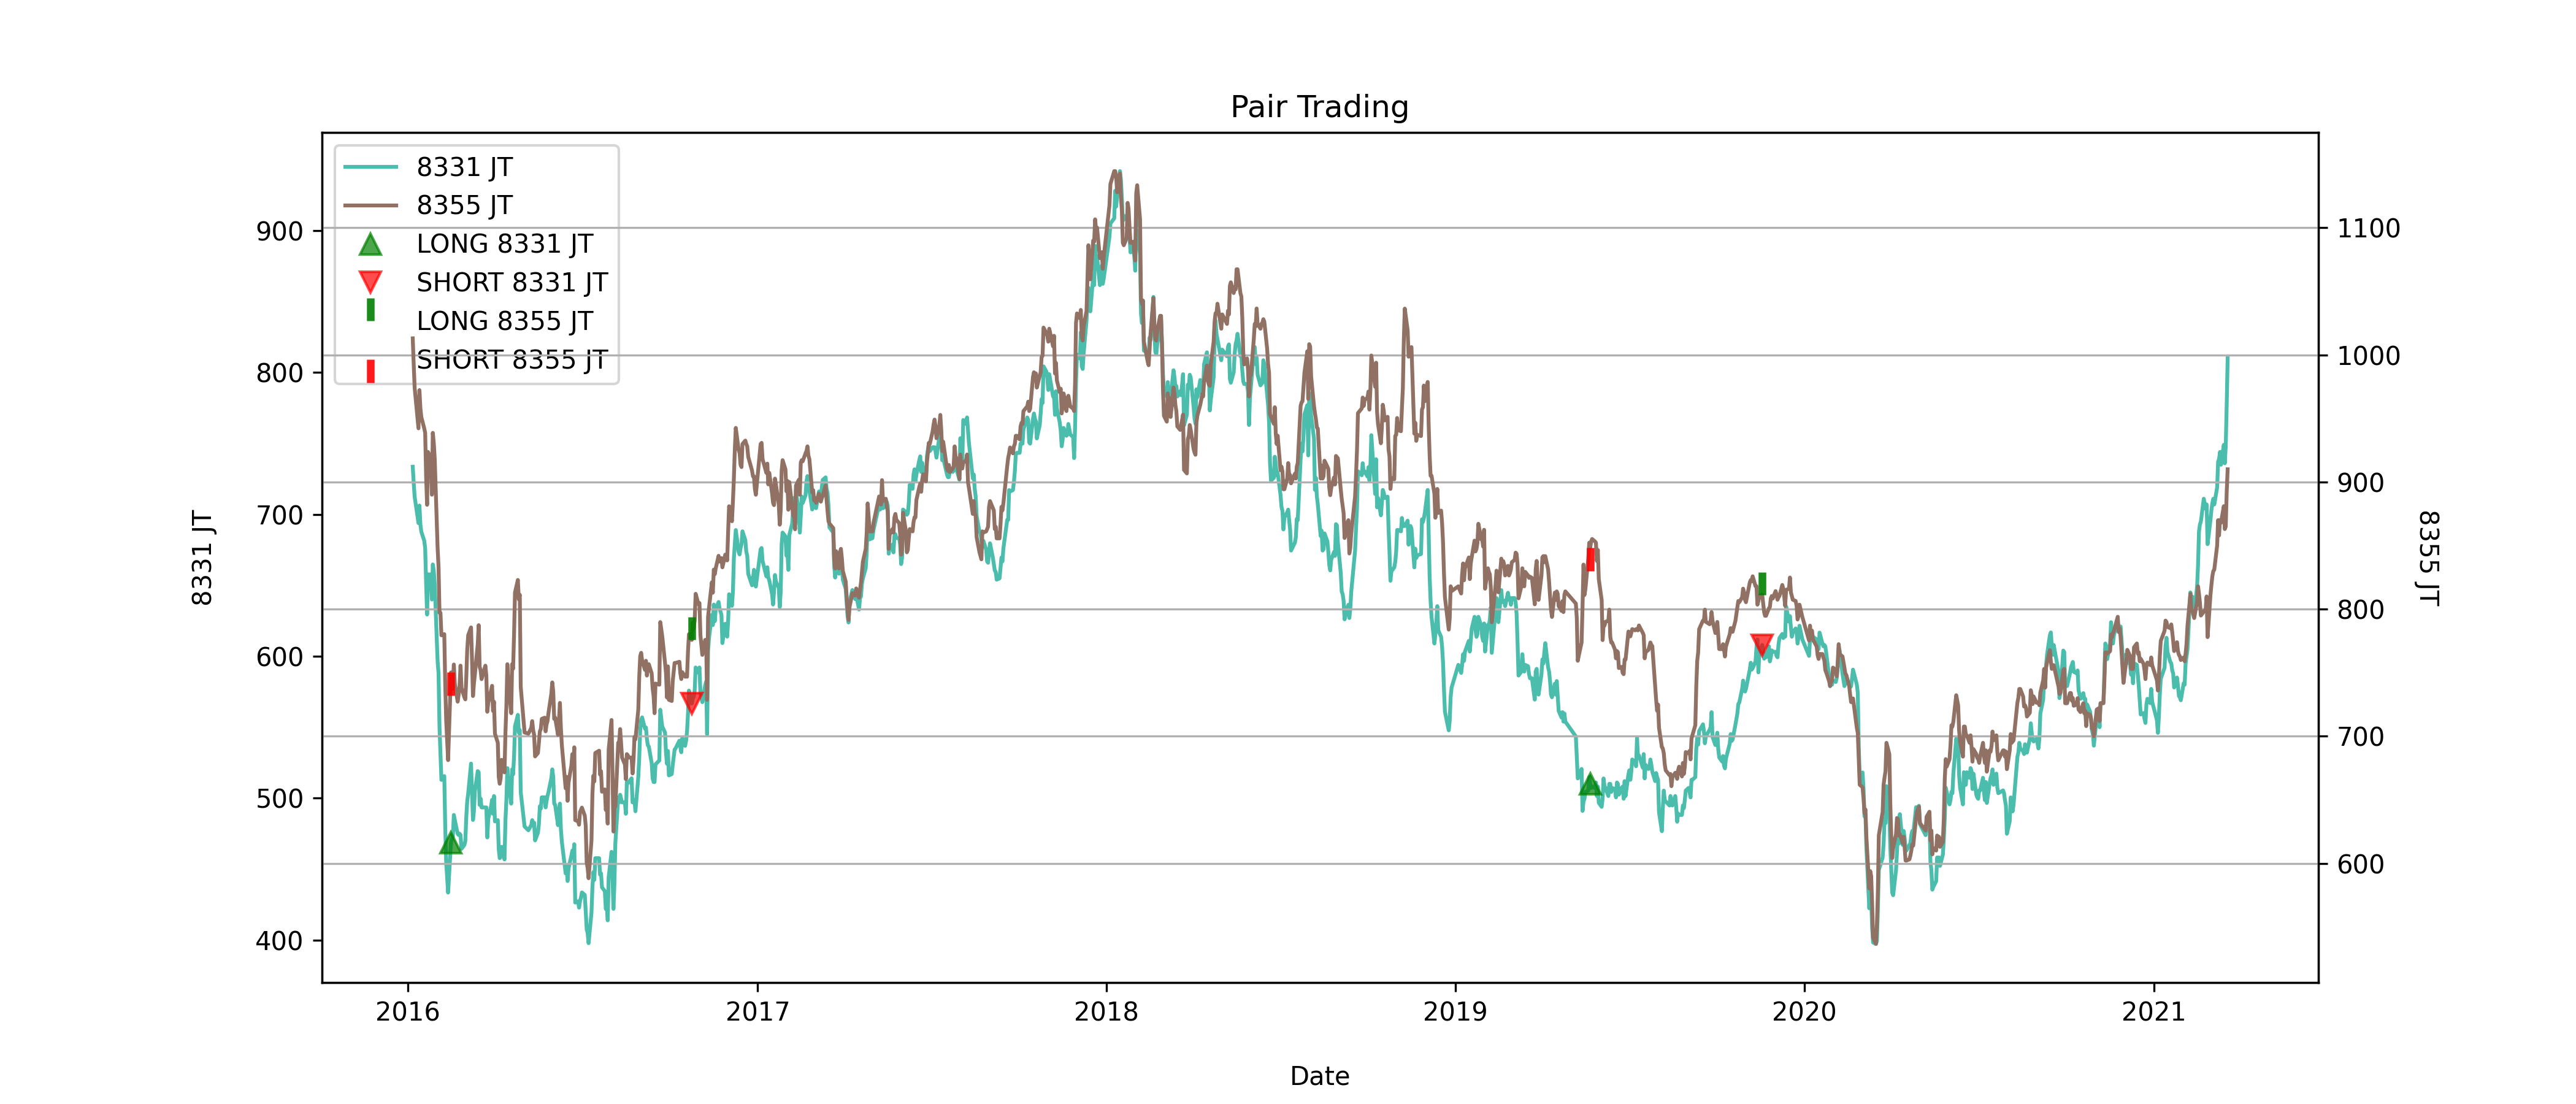 Pair Trading
8331 JT
8355 JT
LONG 8331 JT
SHORT 8331 JT
LONG 8355 JT
SHORT 8355 JT
900
800
700
600
500
400
8331 JT
1100
1000
900
800
700
600
8355 JT
2016 2017 2018 2019 2020 2021
Date